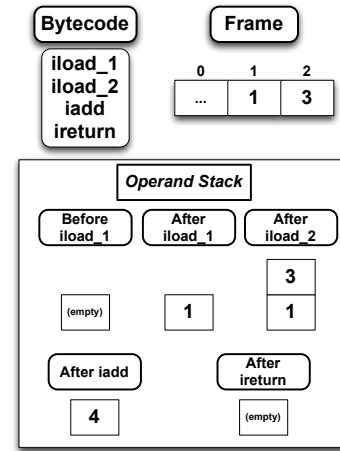 Bytecode
Frame
iload_1
iload_2
iadd
ireturn
0 1 2
... 1 3
Operand Stack
Before
iload_1
After
iload_1
After
iload_2
3
(empty) 1 1
After iadd
After
ireturn
4 (empty)